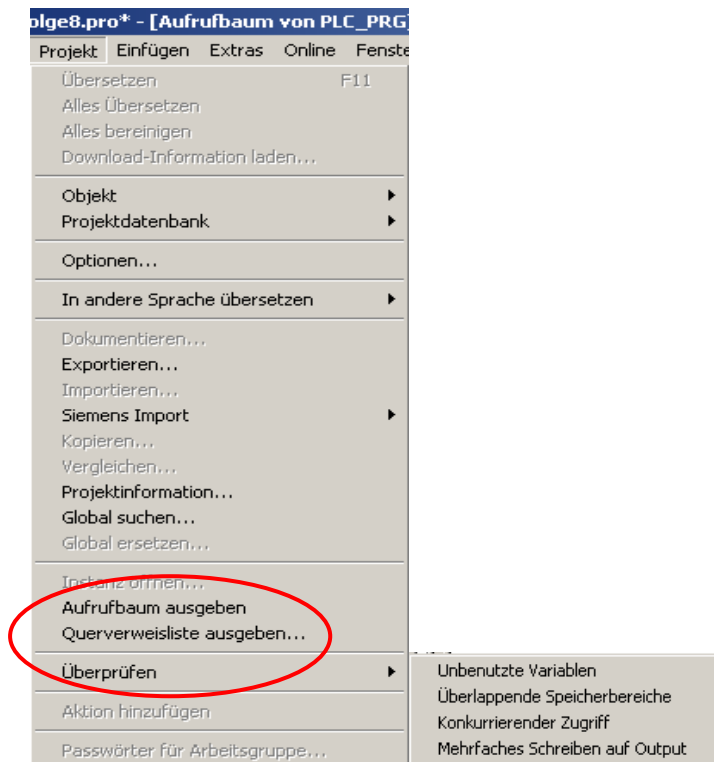 olge8.pro* - [Aufrufbaum von PLC_PRG]
Projekt Einfügen Extras Online Fenste
Übersetzen F11
Alles Übersetzen
Alles bereinigen
Download-Information laden...
Objekt
Projektdatenbank
Optionen...
In andere Sprache übersetzen
Dokumentieren...
Exportieren...
Importieren...
Siemens Import
Kopieren...
Vergleichen...
Projektinformation...
Global suchen...
Global ersetzen...
Instanz öffnen...
Aufrufbaum ausgeben
Querverweisliste ausgeben...
Überprüfen
Unbenutzte Variablen
Überlappende Speicherbereiche
Konkurrierender Zugriff
Mehrfaches Schreiben auf Output
Aktion hinzufügen
Passwörter für Arbeitsgruppe...